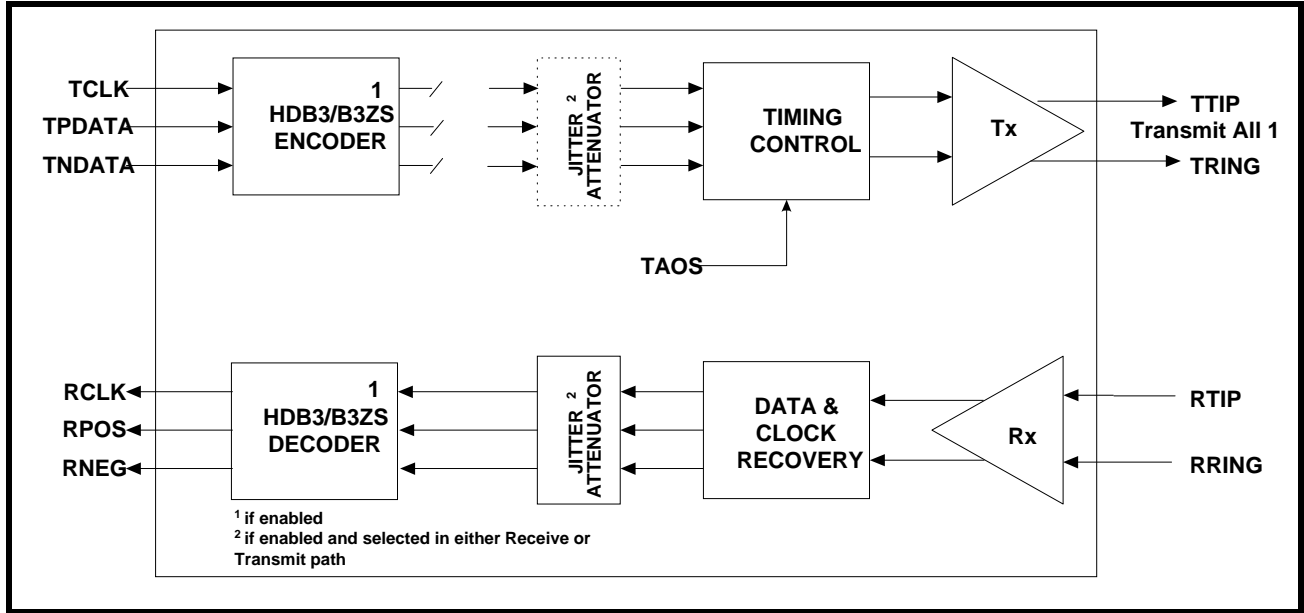 TCLK
TPDATA
TNDATA
1
HDB3/B3ZS
ENCODER
JITTER 2
ATTENUATOR
TIMING
CONTROL
Tx
TTIP
Transmit All 1
TRING
TAOS
RCLK
RPOS
RNEG
1
HDB3/B3ZS
DECODER
JITTER 2
ATTENUATOR
DATA &
CLOCK
RECOVERY
Rx
RTIP
RRING
1 if enabled
2 if enabled and selected in either Receive or
Transmit path